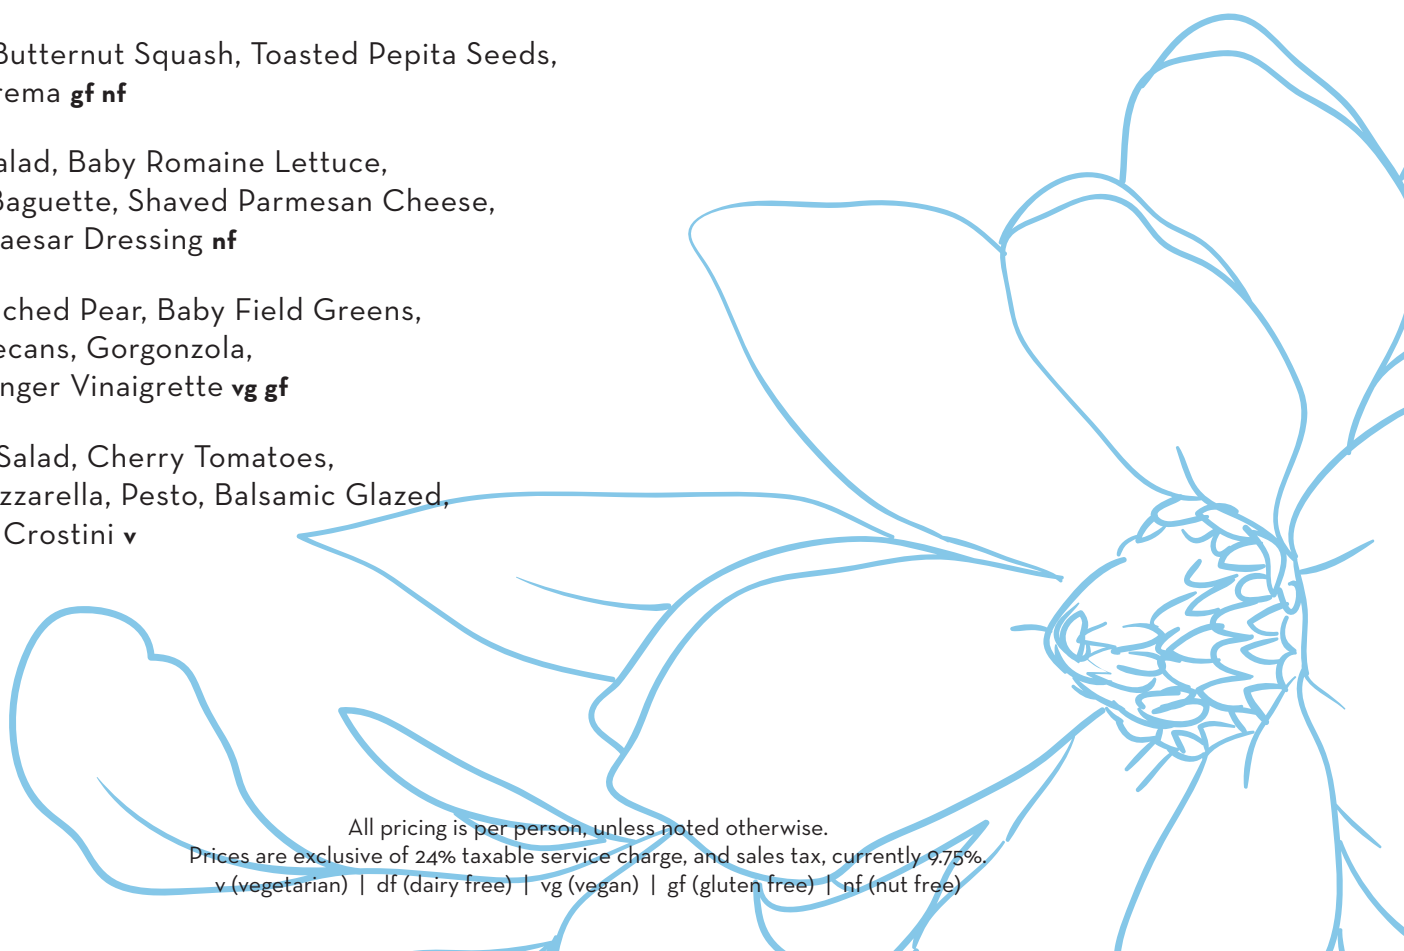 Butternut Squash, Toasted Pepita Seeds,
rema gf nf
alad, Baby Romaine Lettuce,
Baguette, Shaved Parmesan Cheese,
aesar Dressing nf
ched Pear, Baby Field Greens,
ecans, Gorgonzola,
nger Vinaigrette vg gf
Salad, Cherry Tomatoes,
zzarella, Pesto, Balsamic Glazed,
Crostini v
All pricing is per person, unless noted otherwise.
Prices are exclusive of 24% taxable service charge, and sales tax, currently 9.75%.
v (vegetarian) | df (dairy free) | vg (vegan) | gf (gluten free) | nf (nut free)